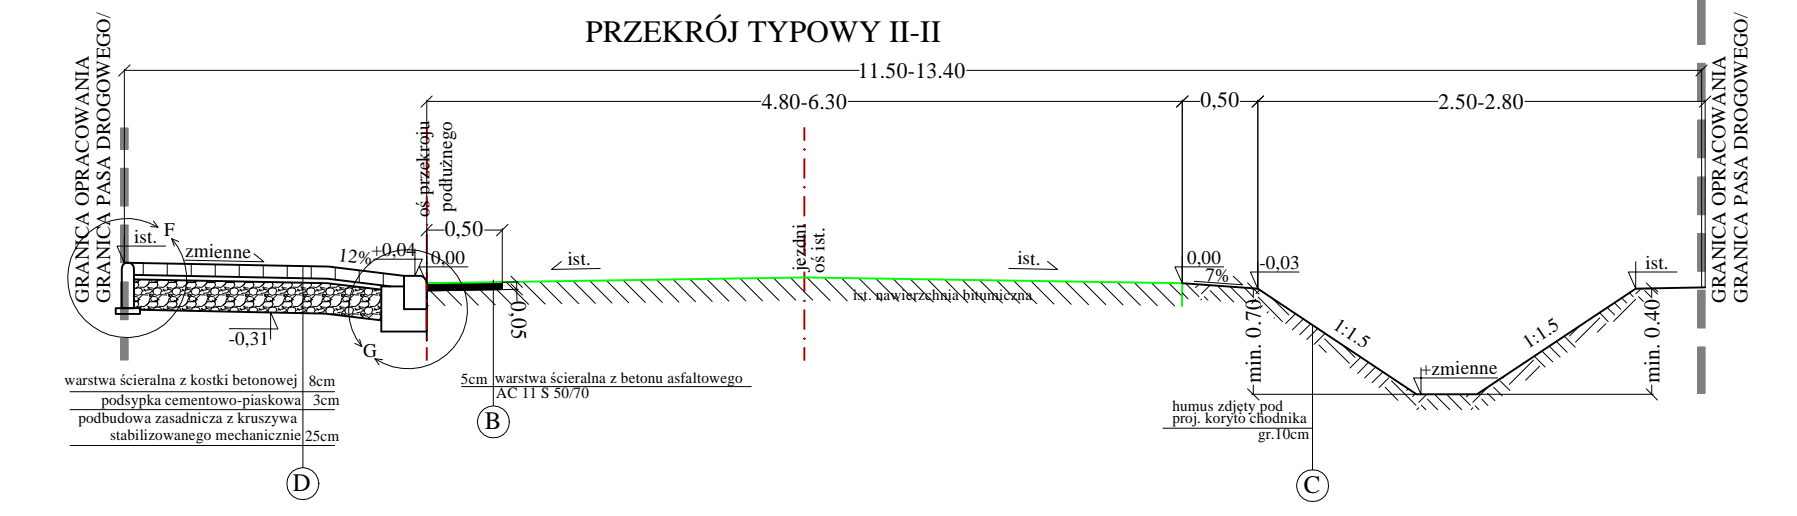 PRZEKRÓJ TYPOWY II-II
GRANICA OPRACOWANIA
GRANICA PASA DROGOWEGO/
11.50-13.40
4.80-6.30
0,50
2.50-2.80
GRANICA OPRACOWANIA
GRANICA PASA DROGOWEGO/
oś przekroju
podłużnego
0,50
F
ist.
zmienne
12%
+0,04
0,00
ist.
jezdni
oś ist.
ist.
0,00
7%
-0,03
ist.
ist. nawierzchnia bitumiczna
-0,31
G
0,05
min. 0.70
1:1.5
1:1.5
min. 0.40
+zmienne
warstwa ścieralna z kostki betonowej 8cm
podsypka cementowo-piaskowa 3cm
podbudowa zasadnicza z kruszywa
stabilizowanego mechanicznie 25cm
D
5cm warstwa ścieralna z betonu asfaltowego
AC 11 S 50/70
B
humus zdjęty pod
proj. koryto chodnika
gr.10cm
C